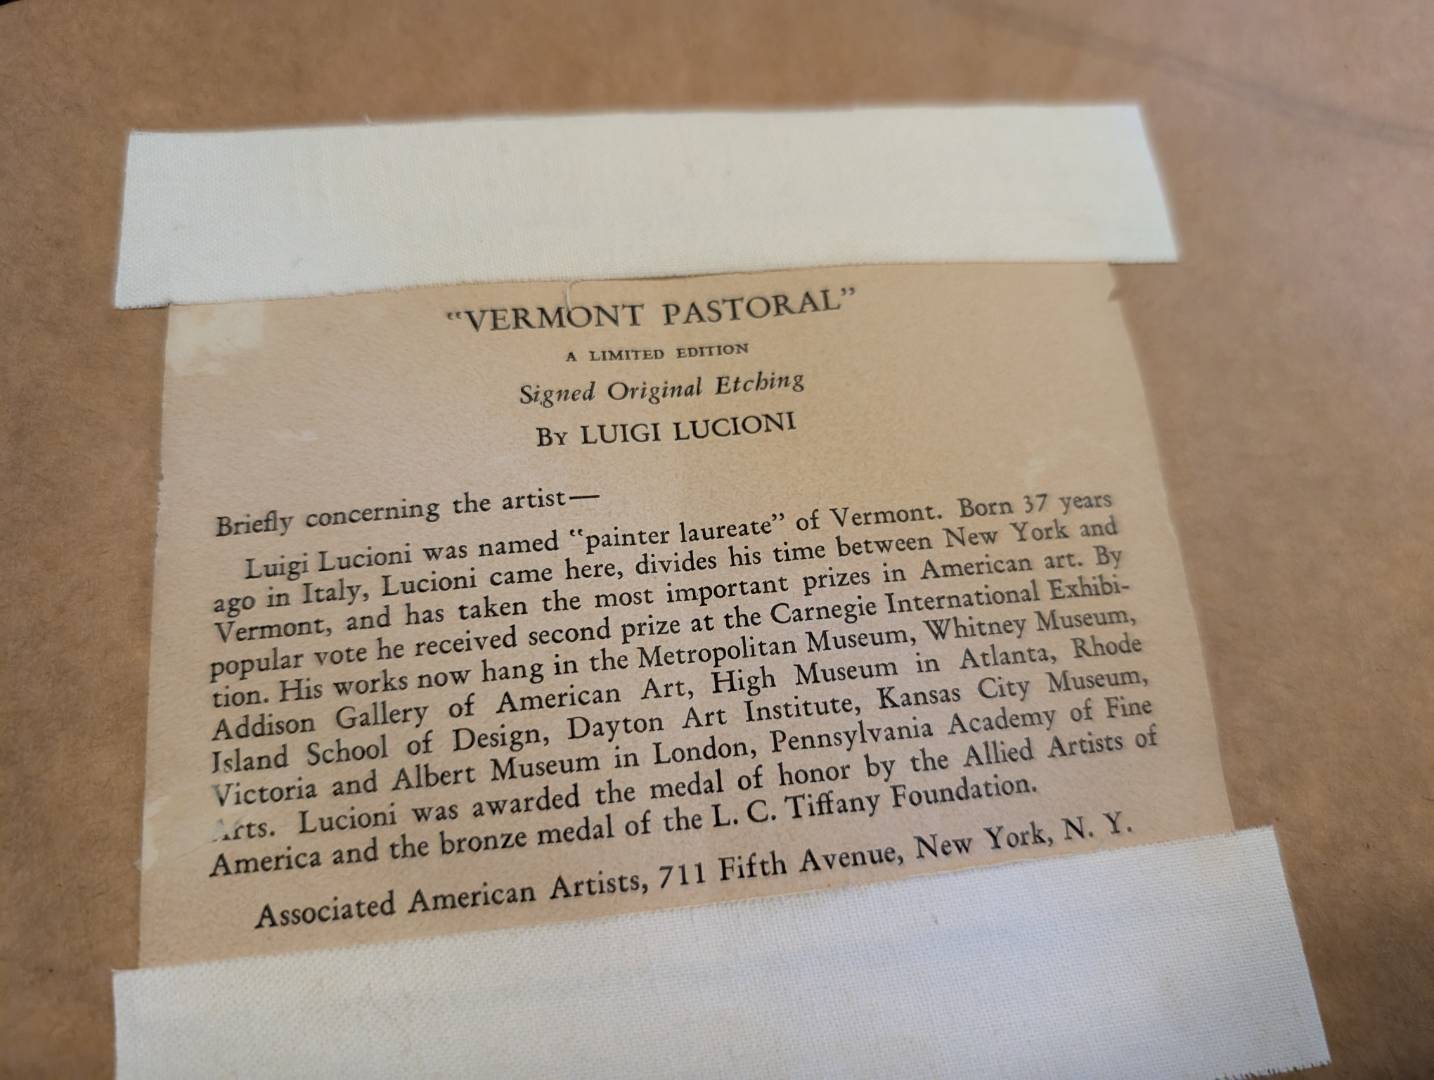 "VERMONT PASTORAL"
A LIMITED EDITION
Signed Original Etching
By LUIGI LUCIONI
Briefly concerning the artist—
Luigi Lucioni was named "painter laureate" of Vermont. Born 37 years
ago in Italy, Lucioni came here, divides his time between New York and
Vermont, and has taken the most important prizes in American art. By
popular vote he received second prize at the Carnegie International Exhibi-
tion. His works now hang in the Metropolitan Museum, Whitney Museum,
Addison Gallery of American Art, High Museum in Atlanta, Rhode
Island School of Design, Dayton Art Institute, Kansas City Museum,
Victoria and Albert Museum in London, Pennsylvania Academy of Fine
Arts. Lucioni was awarded the medal of honor by the Allied Artists of
America and the bronze medal of the L. C. Tiffany Foundation.
Associated American Artists, 711 Fifth Avenue, New York, N. Y.